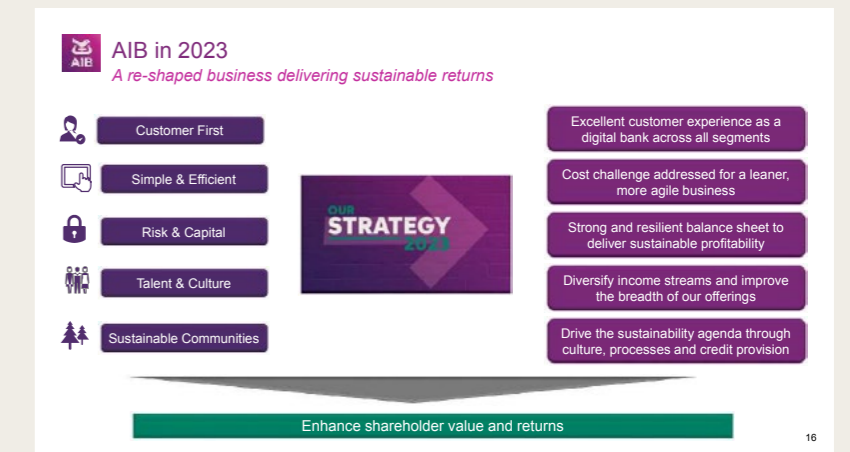 AIB
AIB in 2023
A re-shaped business delivering sustainable returns
Customer First
Simple & Efficient
Risk & Capital
Talent & Culture
Sustainable Communities
OUR
STRATEGY
2023
Excellent customer experience as a
digital bank across all segments
Cost challenge addressed for a leaner,
more agile business
Strong and resilient balance sheet to
deliver sustainable profitability
Diversify income streams and improve
the breadth of our offerings
Drive the sustainability agenda through
culture, processes and credit provision
Enhance shareholder value and returns
16